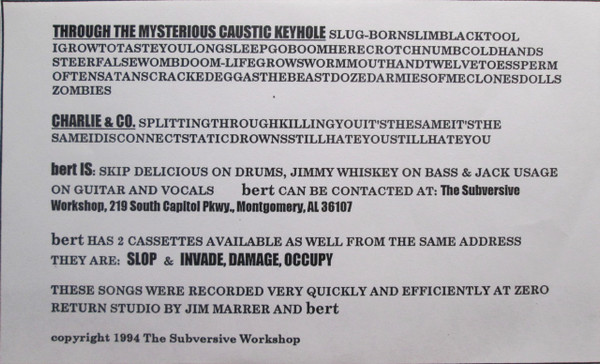 THROUGH THE MYSTERIOUS CAUSTIC KEYHOLE SLUG-BORNSLIMBLACKTOOL
IGROWTOTASTEYOULONGSLEEPGOBOOMHERECROTCHNUMBCOLDHANDS
STEERFALSEWOMBDOOM-LIFEGROWSWORMMOUTHANDTWELVETOESSPERM
OFTENSATANSCRACKEDEGGASTHEBEASTDOZEDARMIESOFMECLONESDOLLS
ZOMBIES
CHARLIE & CO. SPLITTINGTHROUGHKILLINGYOUIT'STHESAMEIT'STHE
SAMEIDISCONNECTSTATICDROWNSSTILLHATEYOUSTILLHATEYOU
bert IS: SKIP DELICIOUS ON DRUMS, JIMMY WHISKEY ON BASS & JACK USAGE
ON GUITAR AND VOCALS bert CAN BE CONTACTED AT: The Subversive
Workshop, 219 South Capitol Pkwy., Montgomery, AL 36107
bert HAS 2 CASSETTES AVAILABLE AS WELL FROM THE SAME ADDRESS
THEY ARE: SLOP & INVADE, DAMAGE, OCCUPY
THESE SONGS WERE RECORDED VERY QUICKLY AND EFFICIENTLY AT ZERO
RETURN STUDIO BY JIM MARRER AND bert
copyright 1994 The Subversive Workshop